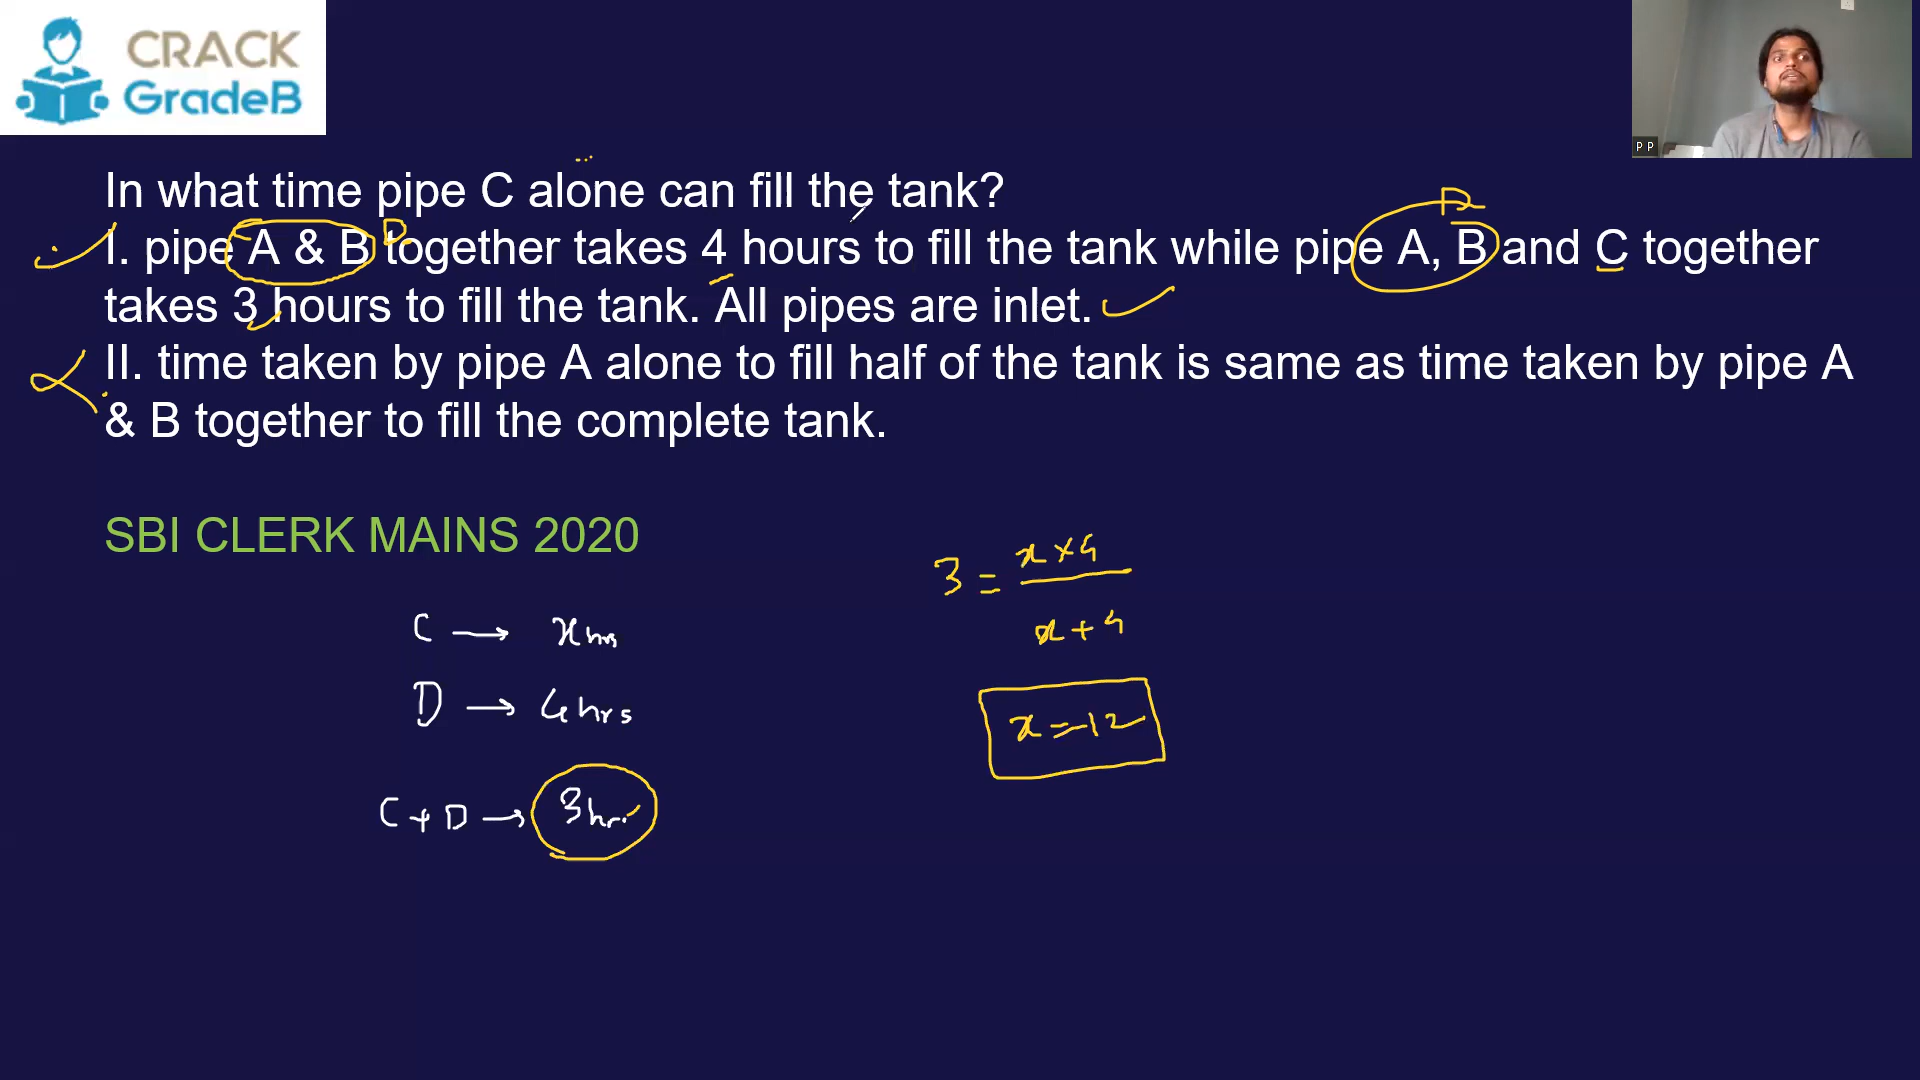 CRACK
GradeB
P P
In what time pipe C alone can fill the tank?
D
D
I. pipe A & B together takes 4 hours to fill the tank while pipe A, B and C together
takes 3 hours to fill the tank. All pipes are inlet.
II. time taken by pipe A alone to fill half of the tank is same as time taken by pipe A
& B together to fill the complete tank.
SBI CLERK MAINS 2020
3 = x×4
x+4
C → x hrs
D → 4 hrs
x = 12
C + D → 3 hr.